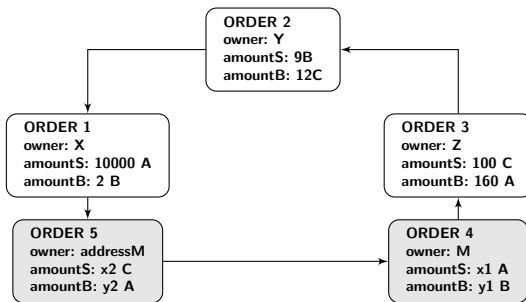 ORDER 2
owner: Y
amountS: 9B
amountB: 12C
ORDER 1
owner: X
amountS: 10000 A
amountB: 2 B
ORDER 3
owner: Z
amountS: 100 C
amountB: 160 A
ORDER 5
owner: addressM
amountS: x2 C
amountB: y2 A
ORDER 4
owner: M
amountS: x1 A
amountB: y1 B